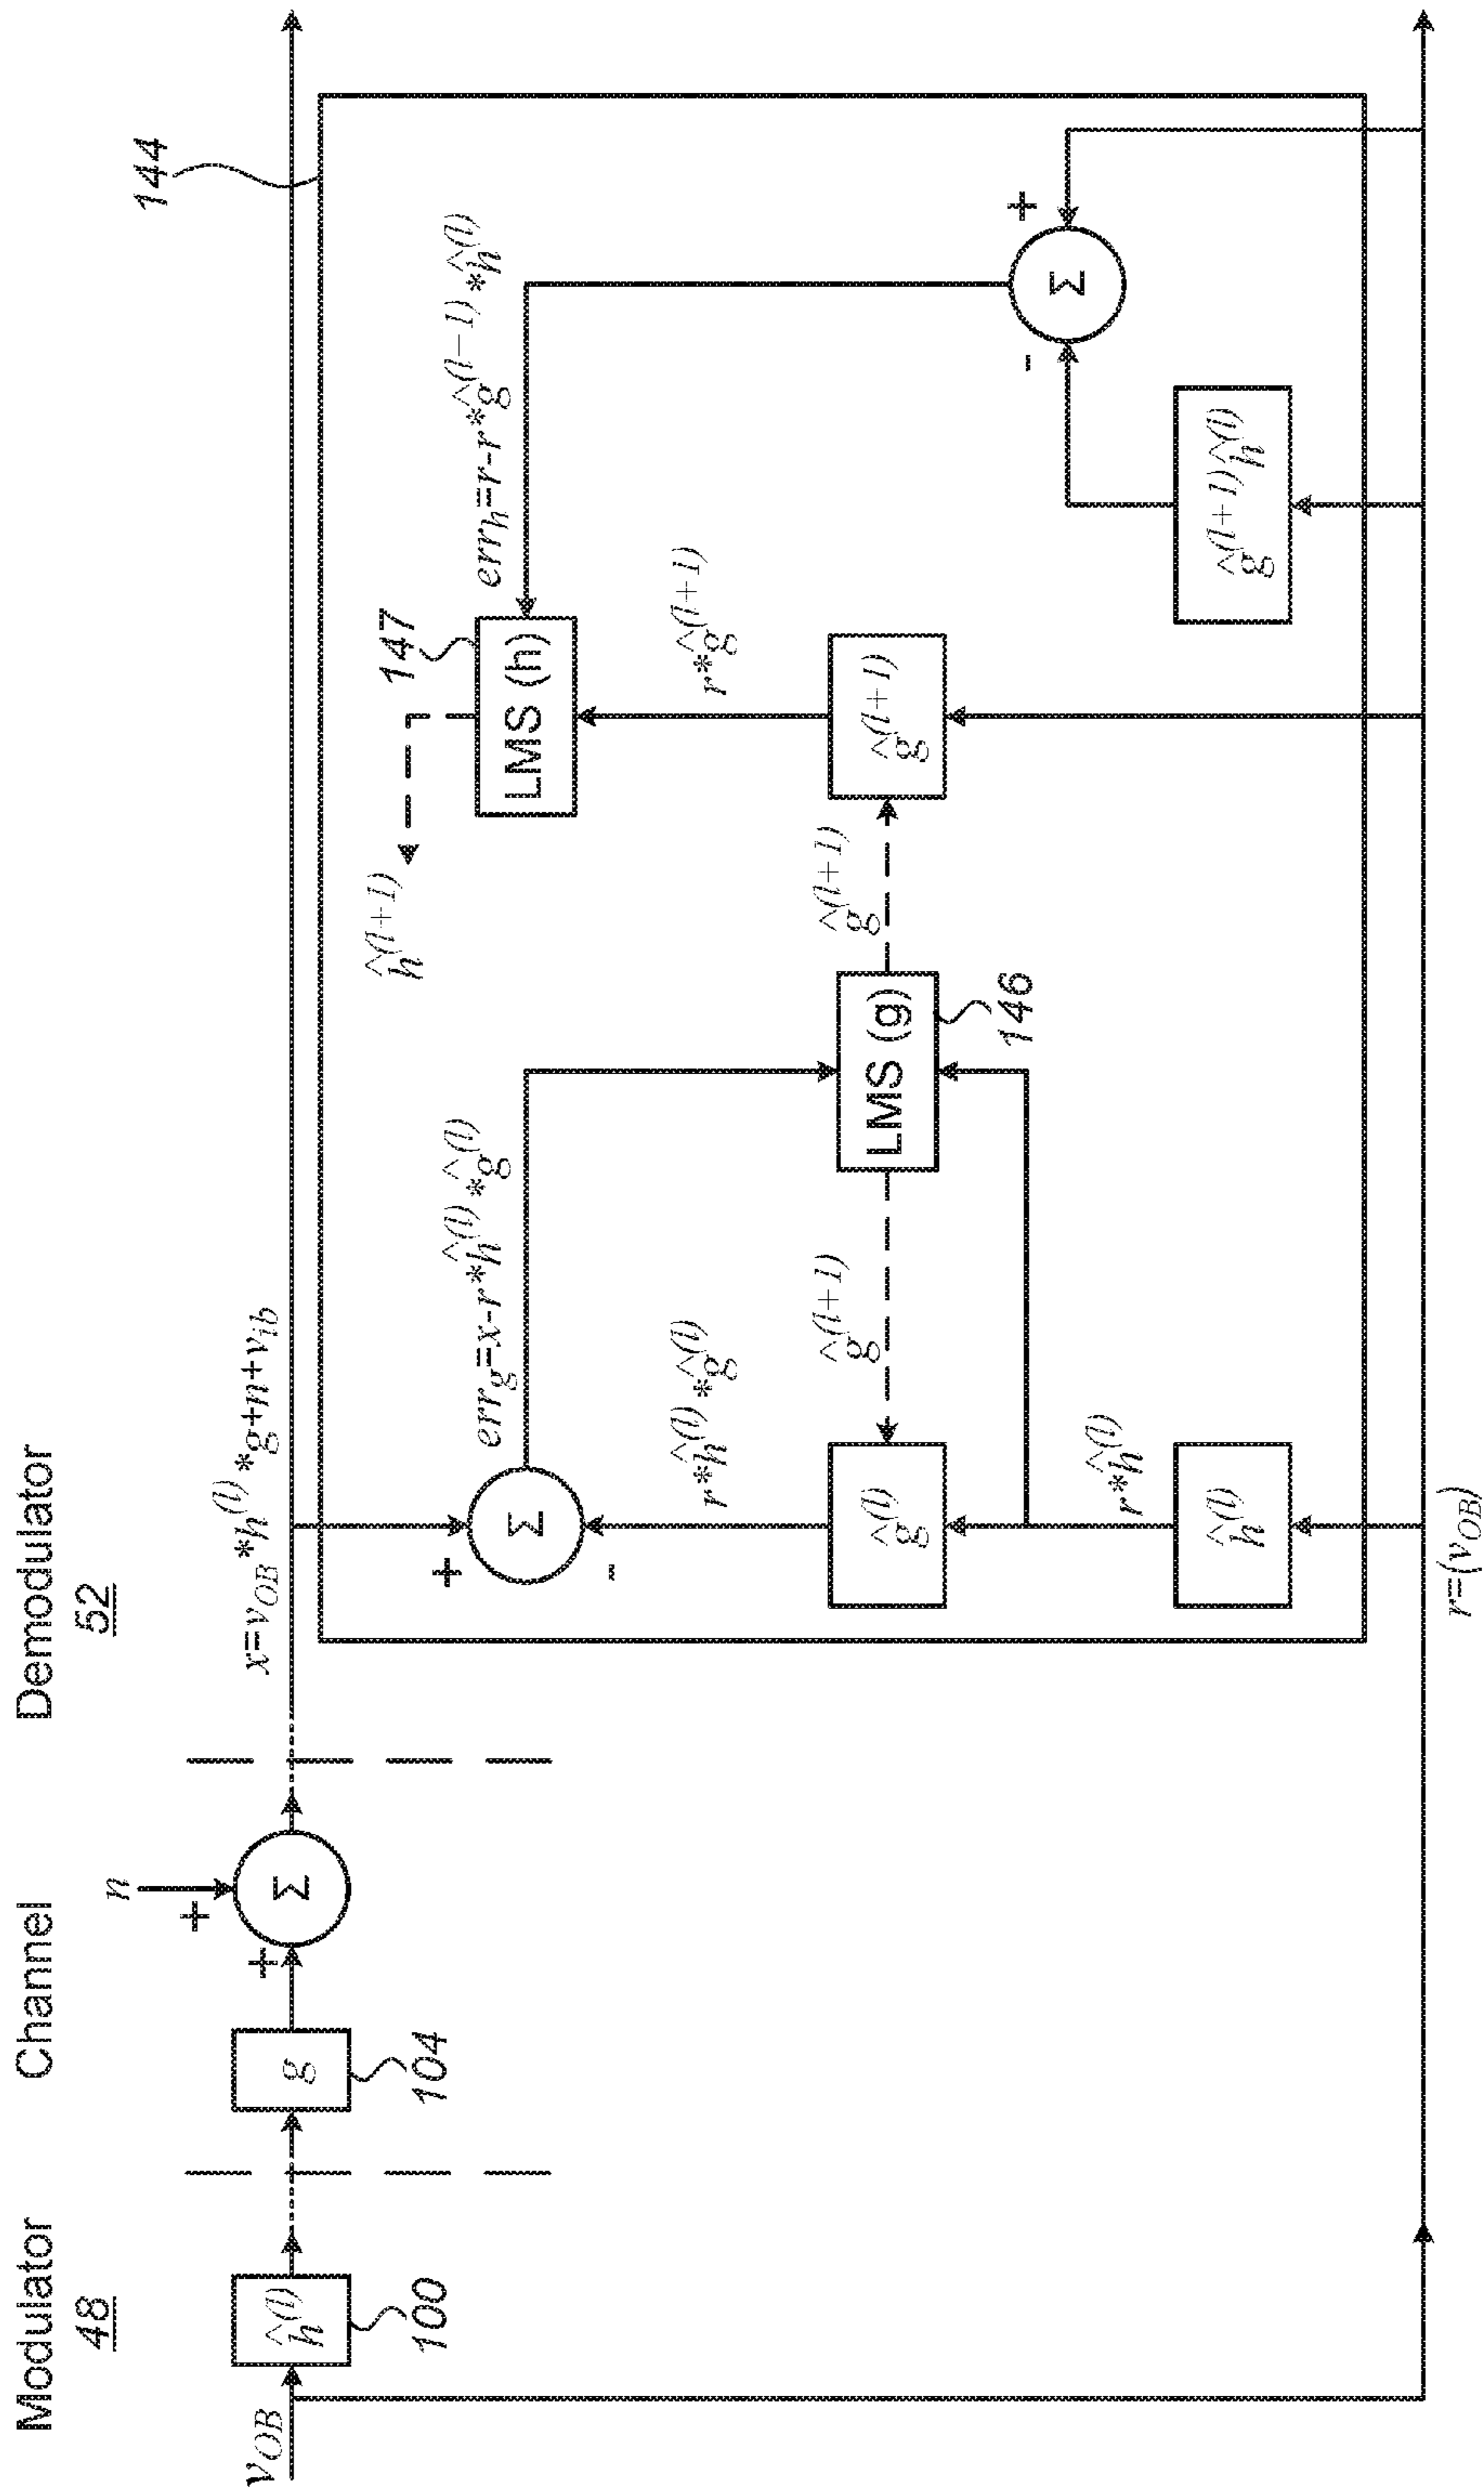 Modulator
48
Channel
Demodulator
52
v_OB
ĥ^(l)
100
g
104
n
+
+
Σ
x=v_OB*h^(l)*g+n+v_ib
144
+
-
Σ
err_g=x-r*ĥ^(l)*ĝ^(l)
r*ĥ^(l)*ĝ^(l)
ĝ^(l)
r*ĥ^(l)
ĥ^(l)
ĝ^(l+1)
LMS (g)
146
ĝ^(l+1)
ĥ^(l+1)
147
LMS (h)
r*ĝ^(l+1)
ĝ^(l+1)
err_h=r-r*ĝ^(l-1)*ĥ^(l)
+
-
Σ
ĝ^(l+1)ĥ^(l)
r=(v_OB)